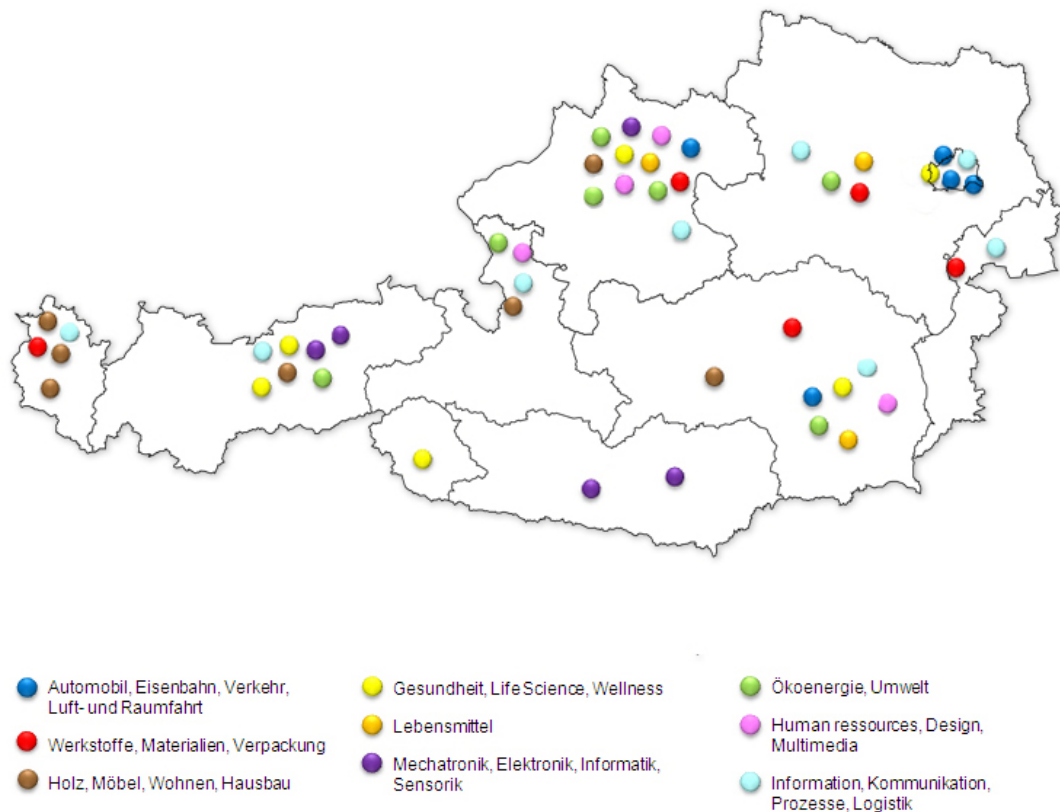 Automobil, Eisenbahn, Verkehr,
Luft- und Raumfahrt
Werkstoffe, Materialien, Verpackung
Holz, Möbel, Wohnen, Hausbau
Gesundheit, Life Science, Wellness
Lebensmittel
Mechatronik, Elektronik, Informatik,
Sensorik
Ökoenergie, Umwelt
Human ressources, Design,
Multimedia
Information, Kommunikation,
Prozesse, Logistik